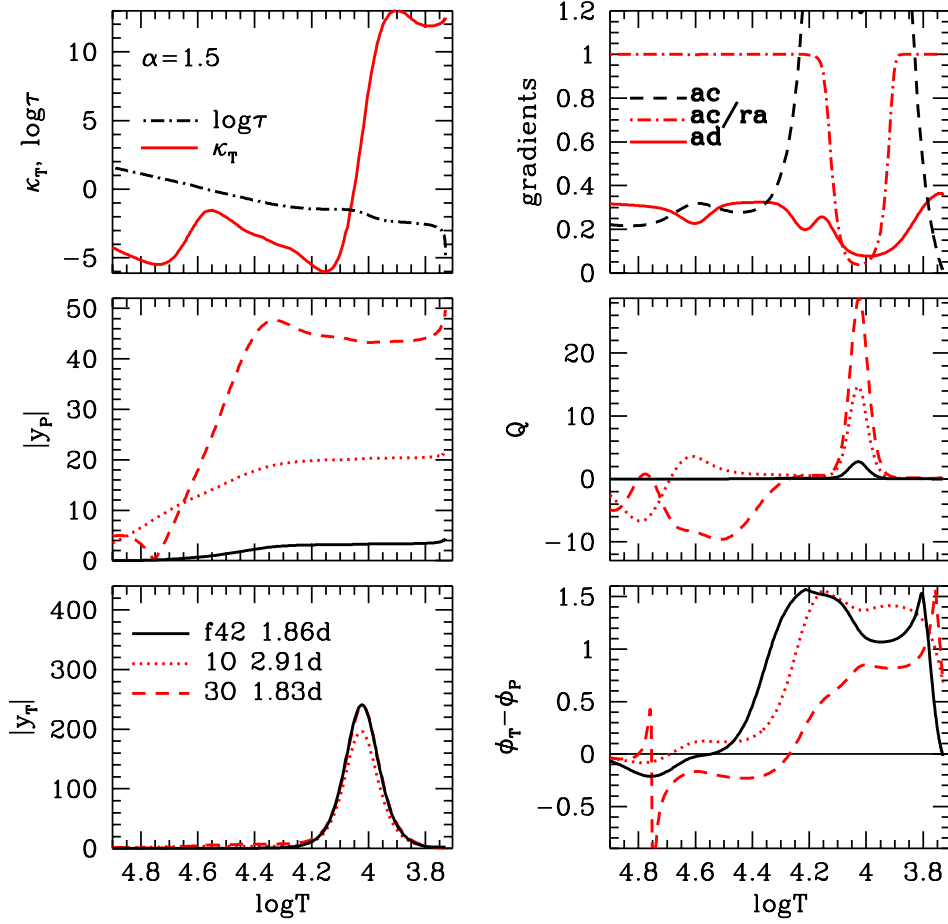 10
5
0
−5
κT, logτ
α=1.5
logτ
κT
1.2
1
0.8
0.6
0.4
0.2
0
gradients
ac
ac/ra
ad
50
40
30
20
10
0
|yP|
20
10
0
−10
Q
400
300
200
100
0
|yT|
f42 1.86d
10 2.91d
30 1.83d
4.8 4.6 4.4 4.2 4 3.8
logT
1.5
1
0.5
0
−0.5
ϕT−ϕP
4.8 4.6 4.4 4.2 4 3.8
logT